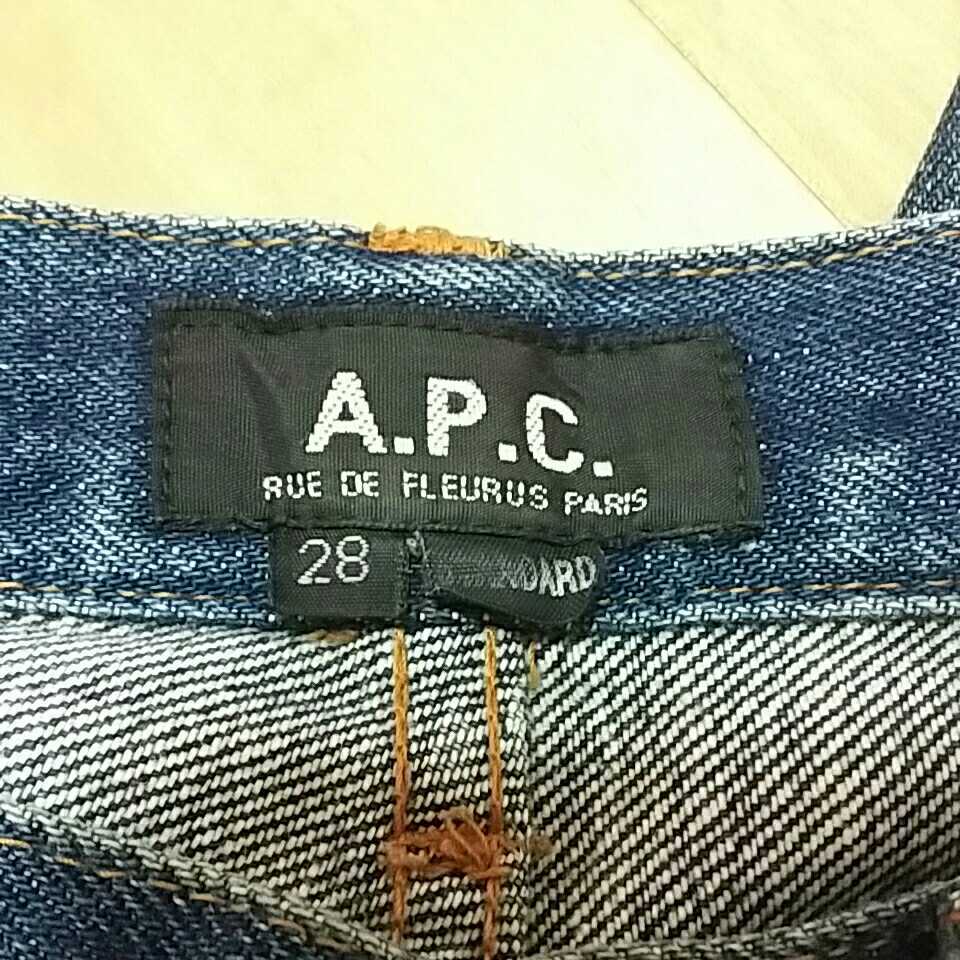 A.P.C.
RUE DE FLEURUS PARIS
28